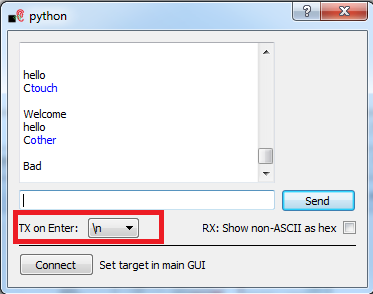 python
hello
Ctouch
Welcome
hello
Cother
Bad
Send
TX on Enter: \n
RX: Show non-ASCII as hex
Connect
Set target in main GUI